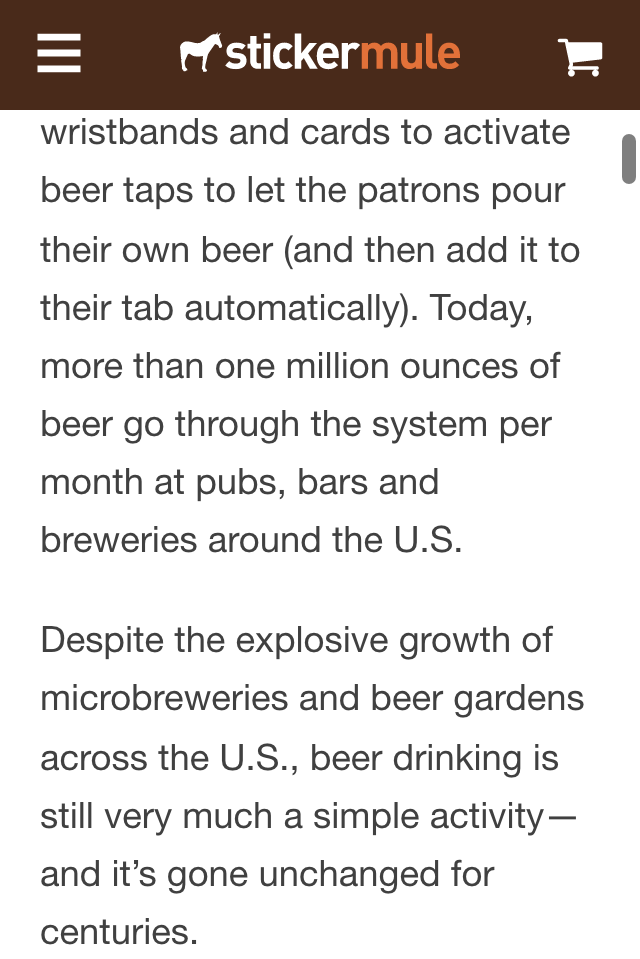 stickermule
wristbands and cards to activate
beer taps to let the patrons pour
their own beer (and then add it to
their tab automatically). Today,
more than one million ounces of
beer go through the system per
month at pubs, bars and
breweries around the U.S.
Despite the explosive growth of
microbreweries and beer gardens
across the U.S., beer drinking is
still very much a simple activity—
and it’s gone unchanged for
centuries.